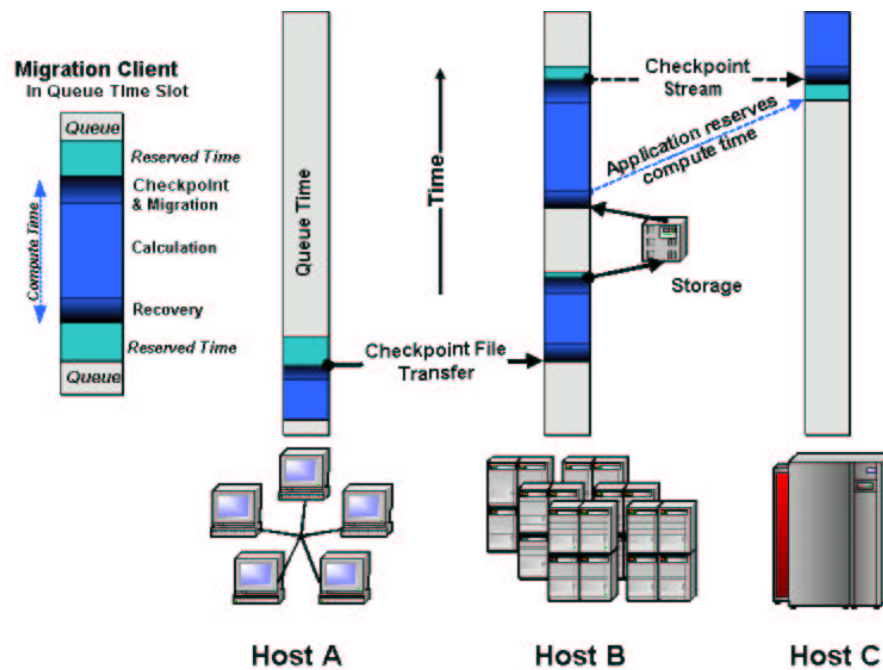 Migration Client
In Queue Time Slot
Queue
Reserved Time
Checkpoint
& Migration
Compute Time
Calculation
Recovery
Reserved Time
Queue
Queue Time
Time
Checkpoint File
Transfer
Checkpoint
Stream
Application reserves
compute time
Storage
Host A
Host B
Host C